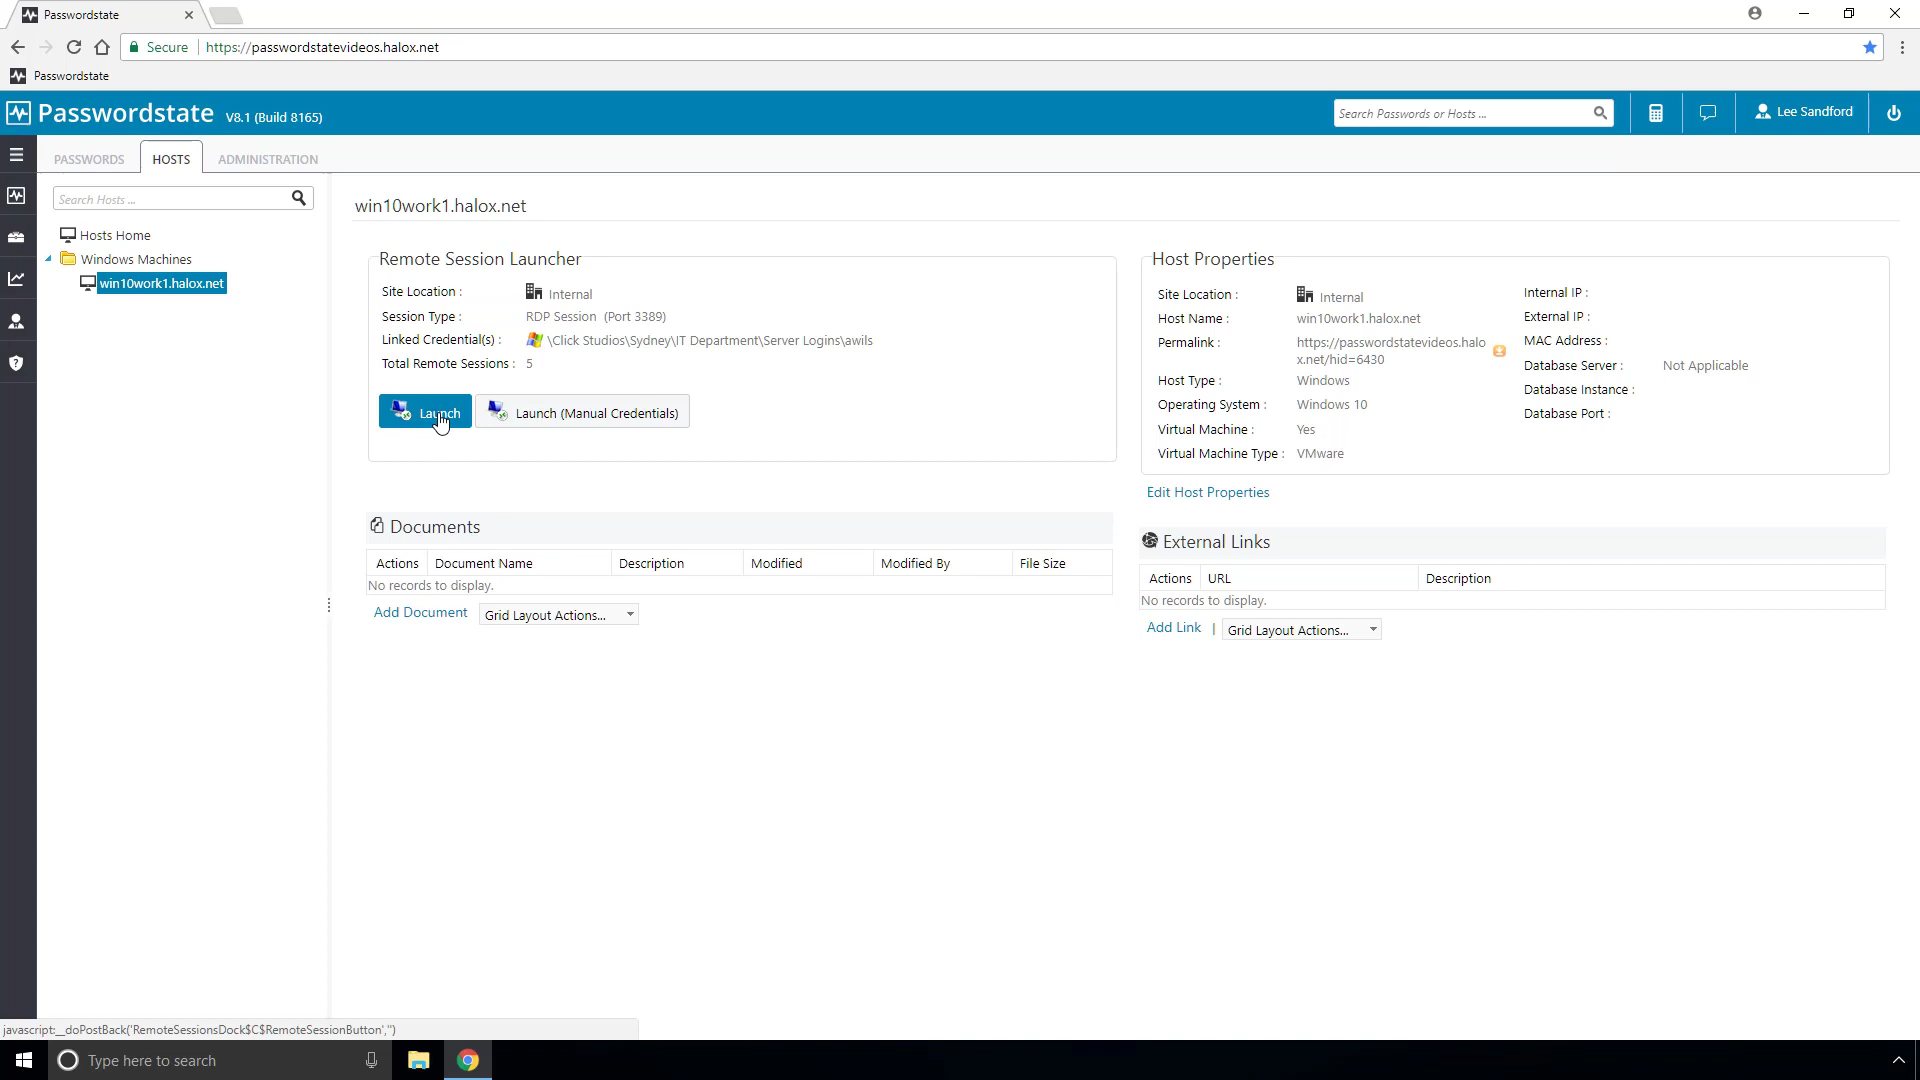 Passwordstate
Secure https://passwordstatevideos.halox.net
Passwordstate
Passwordstate V8.1 (Build 8165)
Search Passwords or Hosts ...
Lee Sandford
PASSWORDS HOSTS ADMINISTRATION
Search Hosts ...
Hosts Home
Windows Machines
win10work1.halox.net
win10work1.halox.net
Remote Session Launcher
Site Location : Internal
Session Type : RDP Session (Port 3389)
Linked Credential(s) : \Click Studios\Sydney\IT Department\Server Logins\awils
Total Remote Sessions : 5
Launch
Launch (Manual Credentials)
Host Properties
Site Location : Internal
Host Name : win10work1.halox.net
Permalink : https://passwordstatevideos.halo
x.net/hid=6430
Host Type : Windows
Operating System : Windows 10
Virtual Machine : Yes
Virtual Machine Type : VMware
Internal IP :
External IP :
MAC Address :
Database Server : Not Applicable
Database Instance :
Database Port :
Edit Host Properties
Documents
Actions Document Name Description Modified Modified By File Size
No records to display.
Add Document Grid Layout Actions...
External Links
Actions URL Description
No records to display.
Add Link | Grid Layout Actions...
javascript:__doPostBack('RemoteSessionsDock$C$RemoteSessionButton','')
Type here to search